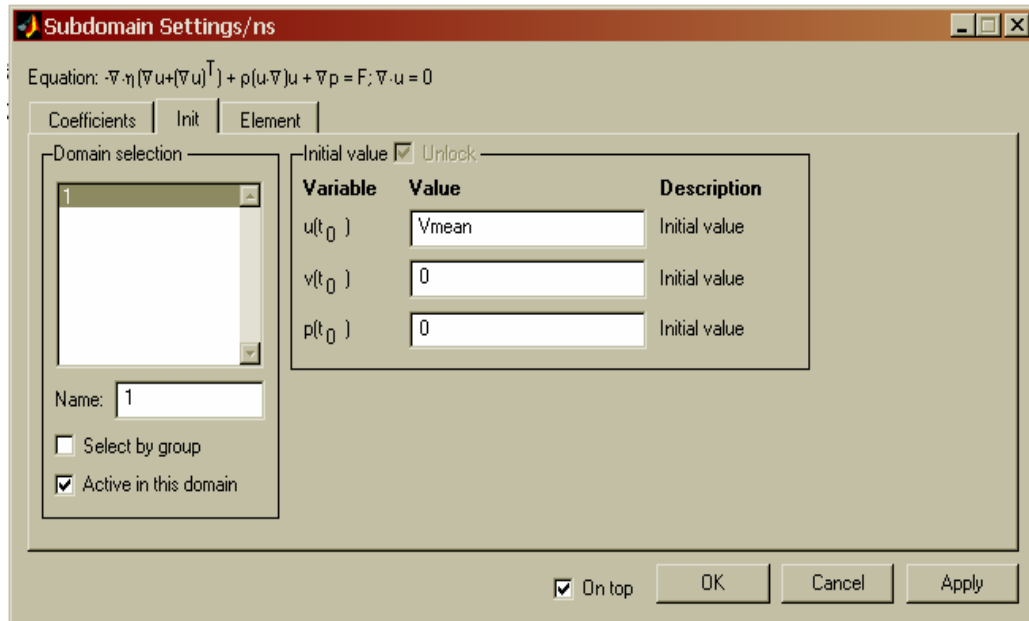 Subdomain Settings/ns
Equation: -∇·η(∇u+(∇u)^T) + ρ(u·∇)u + ∇p = F; ∇·u = 0
Coefficients Init Element
Domain selection
1
Name: 1
Select by group
Active in this domain
Initial value Unlock
Variable Value Description
u(t0) Vmean Initial value
v(t0) 0 Initial value
p(t0) 0 Initial value
On top OK Cancel Apply